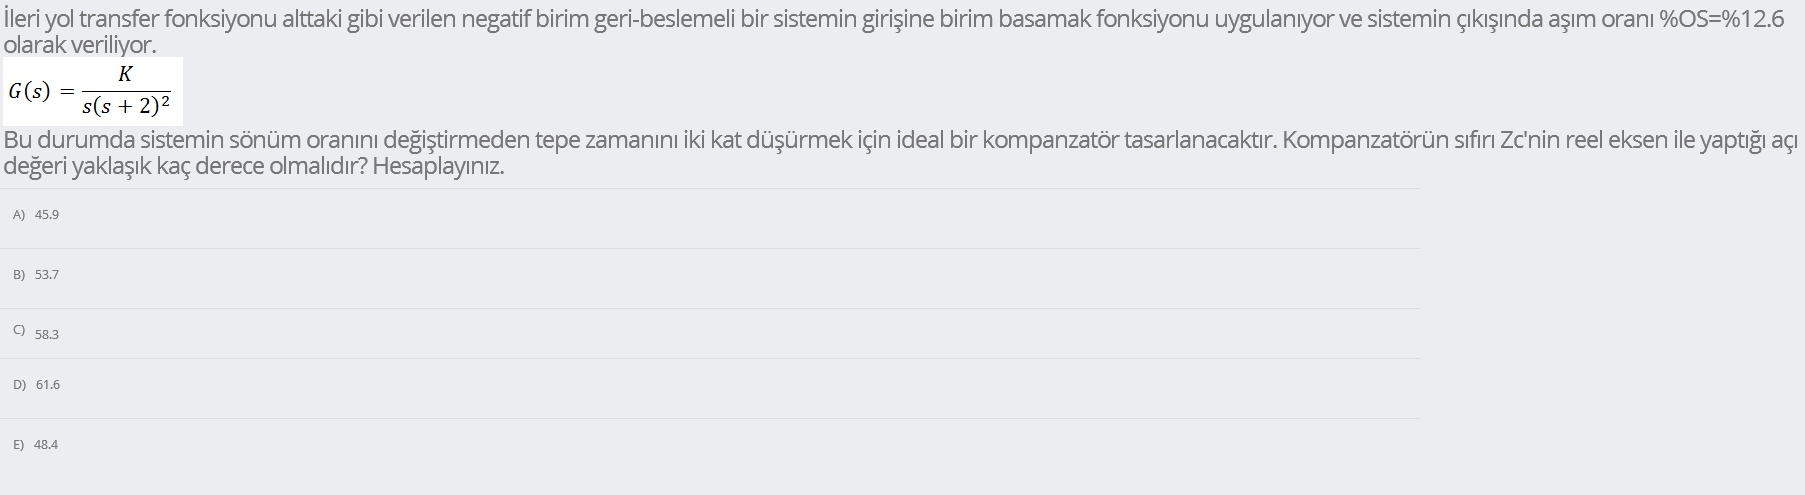 İleri yol transfer fonksiyonu alttaki gibi verilen negatif birim geri-beslemeli bir sistemin girişine birim basamak fonksiyonu uygulanıyor ve sistemin çıkışında aşım oranı %OS=%12.6
olarak veriliyor.
G(s) = K / s(s + 2)²
Bu durumda sistemin sönüm oranını değiştirmeden tepe zamanını iki kat düşürmek için ideal bir kompanzatör tasarlanacaktır. Kompanzatörün sıfırı Zc'nin reel eksen ile yaptığı açı
değeri yaklaşık kaç derece olmalıdır? Hesaplayınız.
A) 45.9
B) 53.7
C) 58.3
D) 61.6
E) 48.4